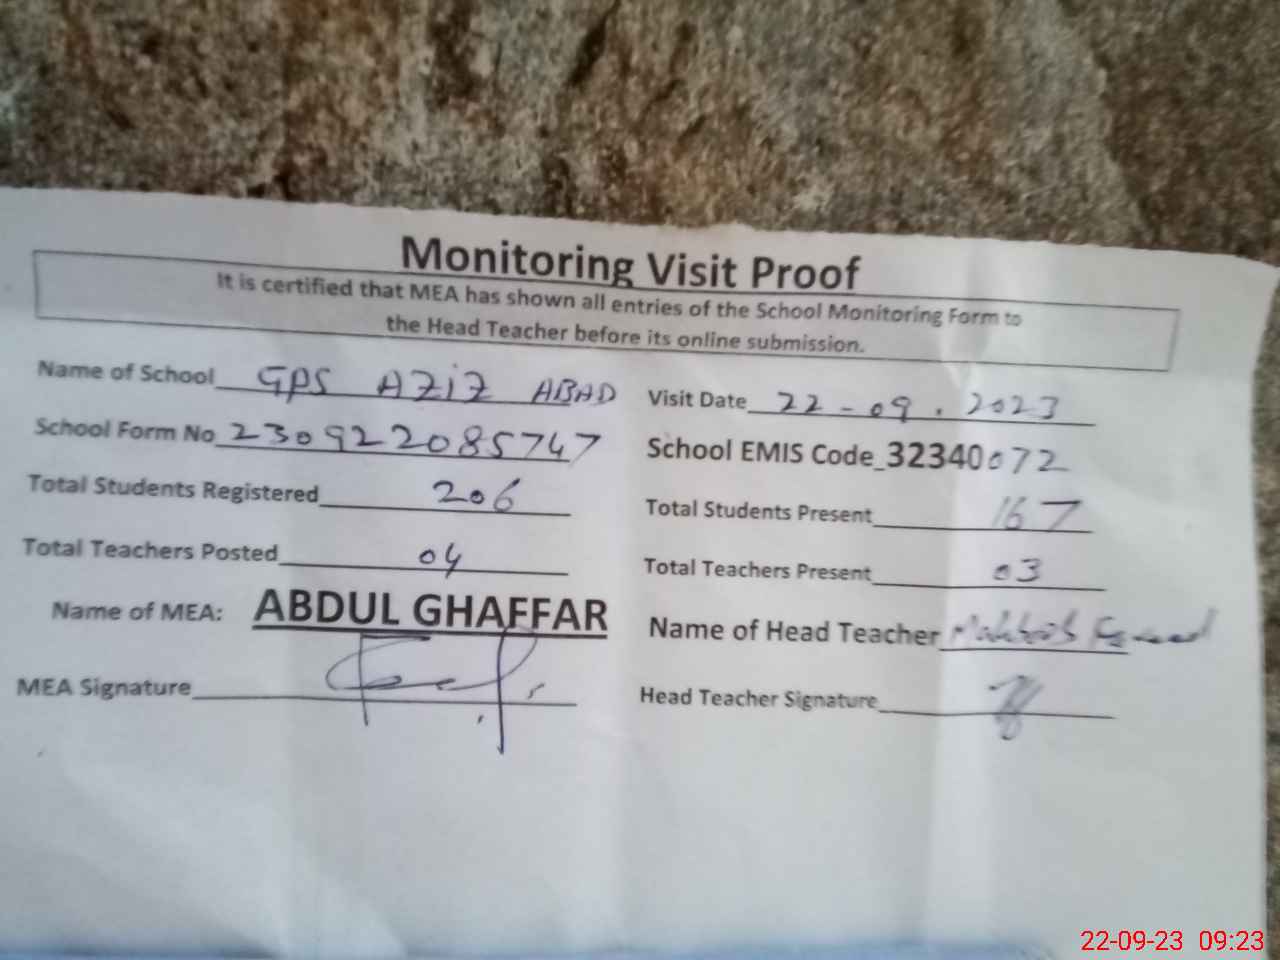 Monitoring Visit Proof
It is certified that MEA has shown all entries of the School Monitoring Form to
the Head Teacher before its online submission.
Name of School GPS AZIZ ABAD Visit Date 22-09.2023
School Form No 230922085747 School EMIS Code_32340072
Total Students Registered 206 Total Students Present 167
Total Teachers Posted 04 Total Teachers Present 03
Name of MEA: ABDUL GHAFFAR Name of Head Teacher
MEA Signature Head Teacher Signature
22-09-23 09:23